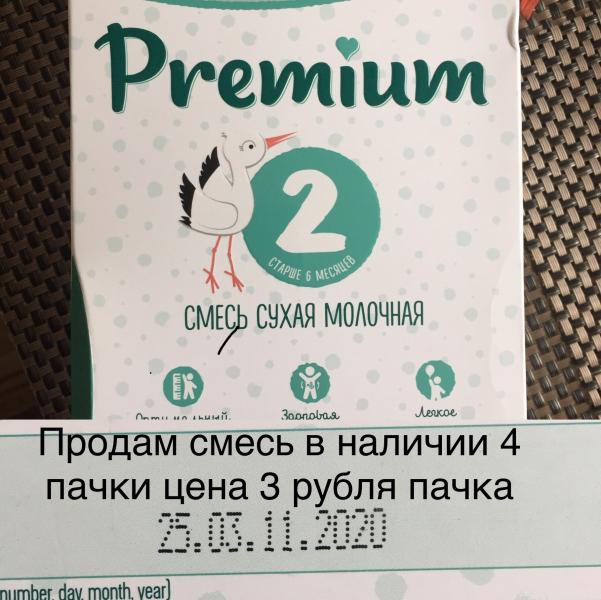 Premium
2
СТАРШЕ 6 МЕСЯЦЕВ
СМЕСЬ СУХАЯ МОЛОЧНАЯ
Оптимальный
Здоровая
Легкое
Продам смесь в наличии 4
пачки цена 3 рубля пачка
25.03.11.2020
number, day, month, year)